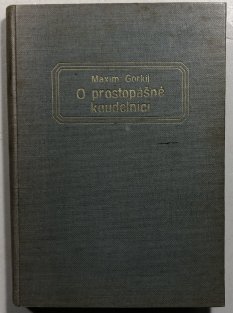 Maxim Gorkij
O prostopášné
koudelnici